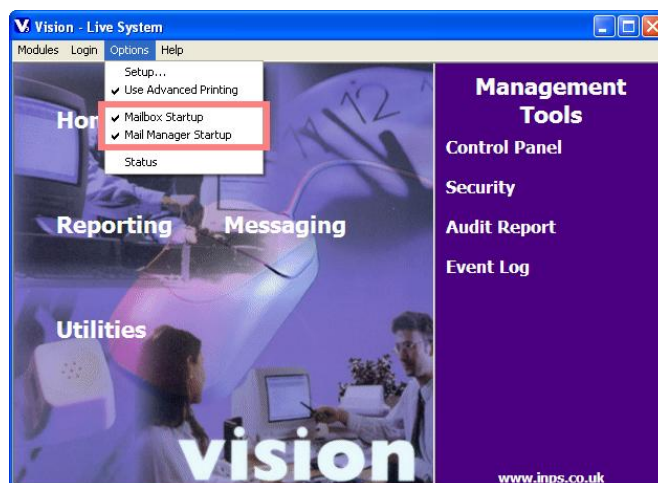 Vision - Live System
Modules Login Options Help
Setup...
Use Advanced Printing
Mailbox Startup
Mail Manager Startup
Status
Reporting
Messaging
Utilities
vision
12
Management
Tools
Control Panel
Security
Audit Report
Event Log
www.inps.co.uk